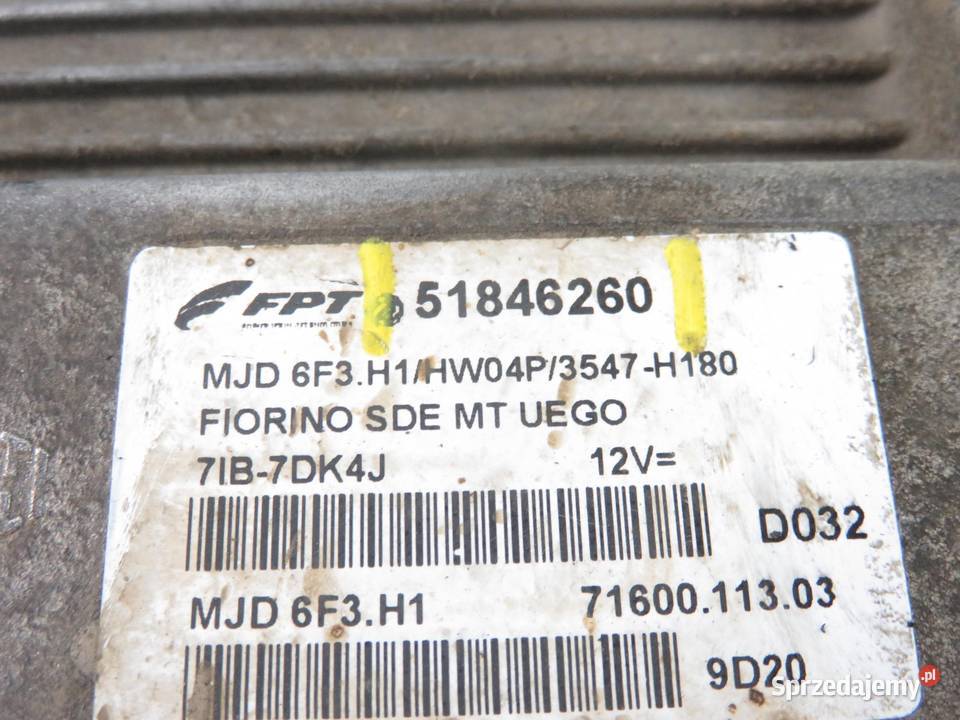 FPT 51846260
MJD 6F3.H1/HW04P/3547-H180
FIORINO SDE MT UEGO
7IB-7DK4J 12V=
D032
MJD 6F3.H1 71600.113.03
9D20
Sprzedajemy.pl